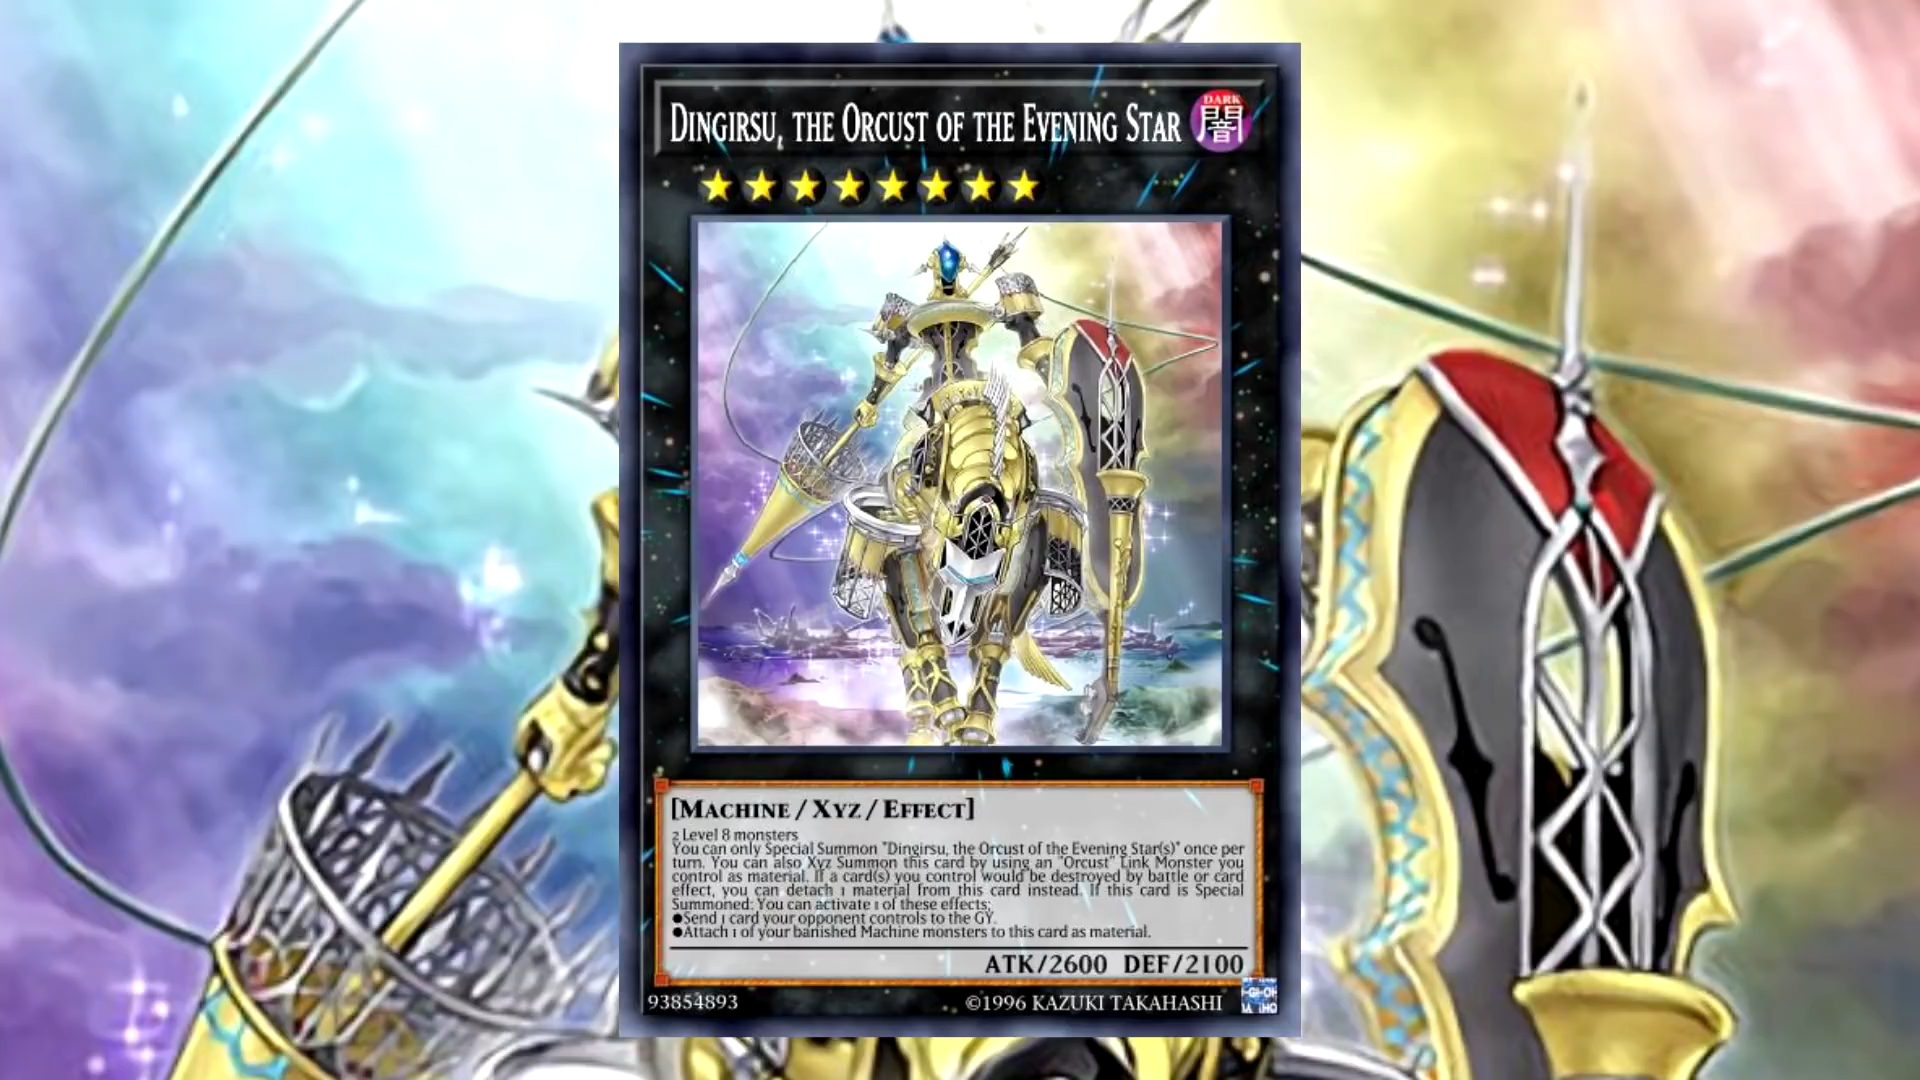 Dingirsu, the Orcust of the Evening Star
DARK
闇
[Machine / Xyz / Effect]
2 Level 8 monsters
You can only Special Summon "Dingirsu, the Orcust of the Evening Star(s)" once per
turn. You can also Xyz Summon this card by using an "Orcust" Link Monster you
control as material. If a card(s) you control would be destroyed by battle or card
effect, you can detach 1 material from this card instead. If this card is Special
Summoned: You can activate 1 of these effects;
●Send 1 card your opponent controls to the GY.
●Attach 1 of your banished Machine monsters to this card as material.
ATK/2600 DEF/2100
93854893
©1996 KAZUKI TAKAHASHI